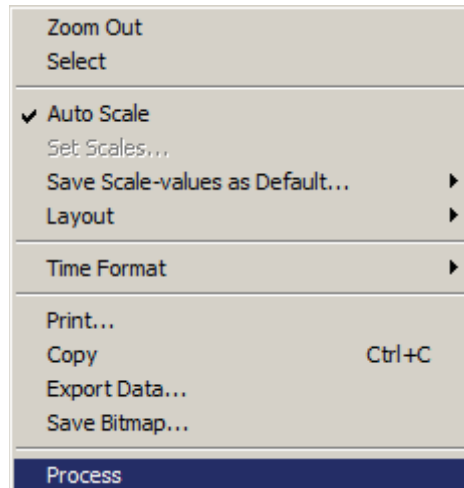 Zoom Out
Select
Auto Scale
Set Scales...
Save Scale-values as Default...
Layout
Time Format
Print...
Copy Ctrl+C
Export Data...
Save Bitmap...
Process